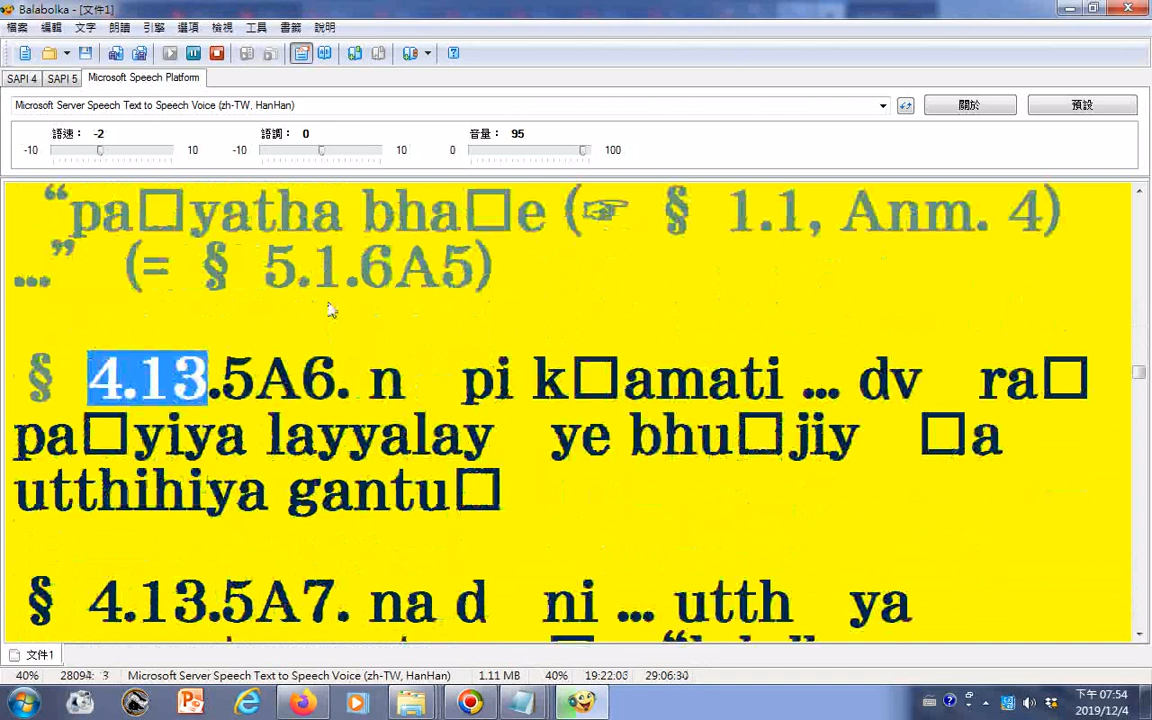 Balabolka - [文件1]
檔案 編輯 文字 朗讀 引擎 選項 檢視 工具 書籤 說明
SAPI 4 SAPI 5 Microsoft Speech Platform
Microsoft Server Speech Text to Speech Voice (zh-TW, HanHan) 關於 預設
語速： -2 語調： 0 音量： 95
-10 10 -10 10 0 100
“pa□yatha bha□e (☞ § 1.1, Anm. 4)
...” (= § 5.1.6A5)
§ 4.13.5A6. n pi k□amati ... dv ra□
pa□yiya layyalay ye bhu□jiy □a
utthihiya gantu□
§ 4.13.5A7. na d ni ... utth ya
文件1
40% Microsoft Server Speech Text to Speech Voice (zh-TW, HanHan) 1.11 MB 40% 19:22:03 29:06:30
下午 07:54
2019/12/4